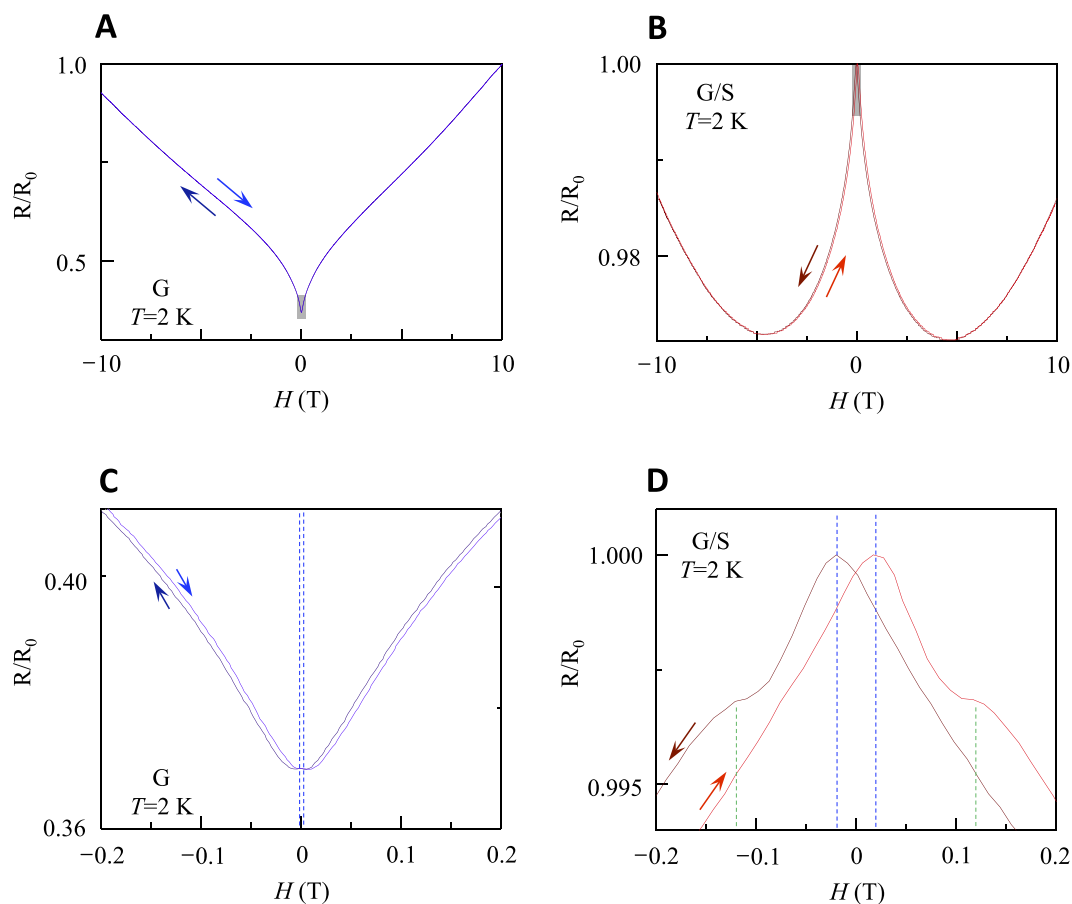 A
1.0
0.5
R/R0
G
T=2 K
−10
0
10
H (T)
B
1.00
0.98
R/R0
G/S
T=2 K
−10
0
10
H (T)
C
0.40
0.36
R/R0
G
T=2 K
−0.2
−0.1
0
0.1
0.2
H (T)
D
1.000
0.995
R/R0
G/S
T=2 K
−0.2
−0.1
0
0.1
0.2
H (T)